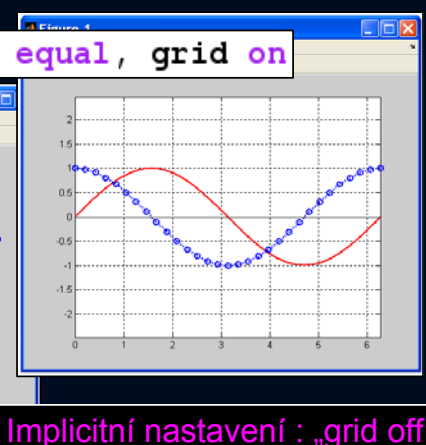 Figure 1
equal, grid on
2
1.5
1
0.5
0
-0.5
-1
-1.5
-2
0 1 2 3 4 5 6
Implicitní nastavení : „grid off